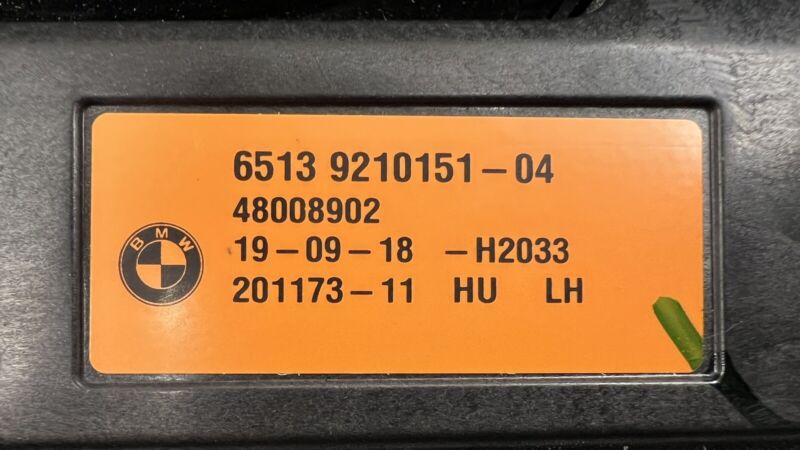 6513 9210151-04
48008902
BMW
19-09-18 -H2033
201173-11 HU LH